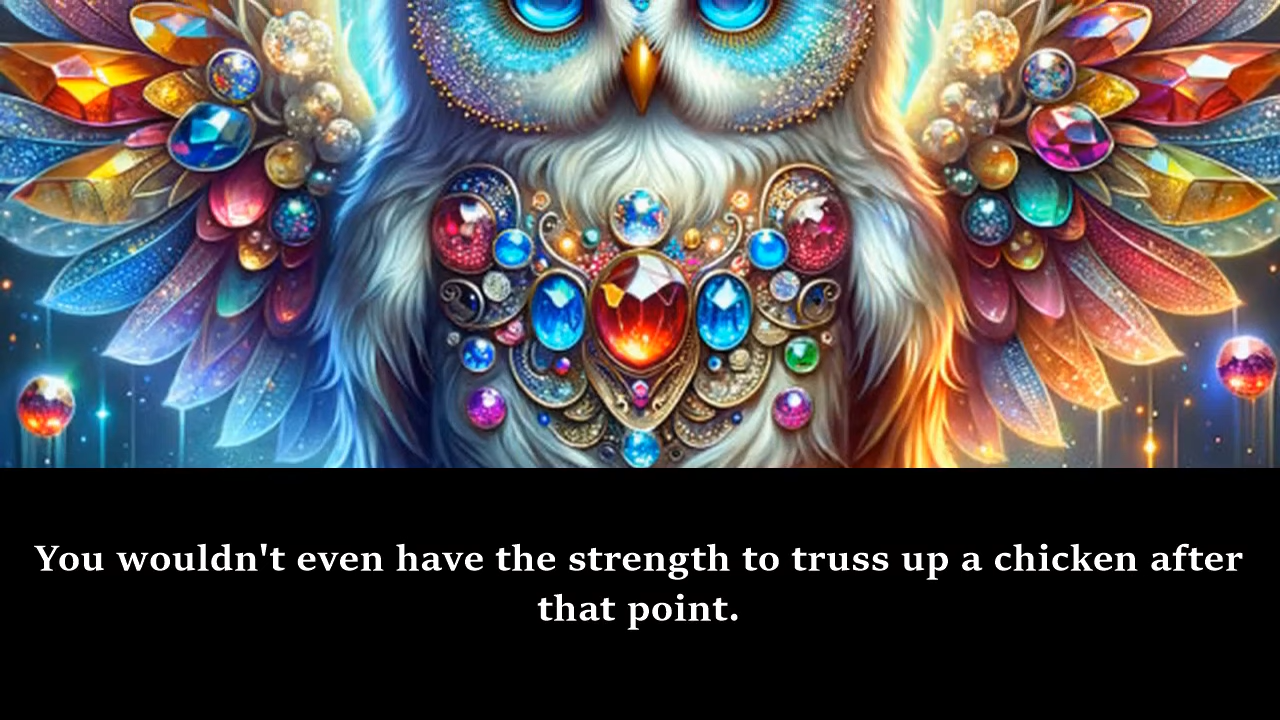 You wouldn't even have the strength to truss up a chicken after
that point.